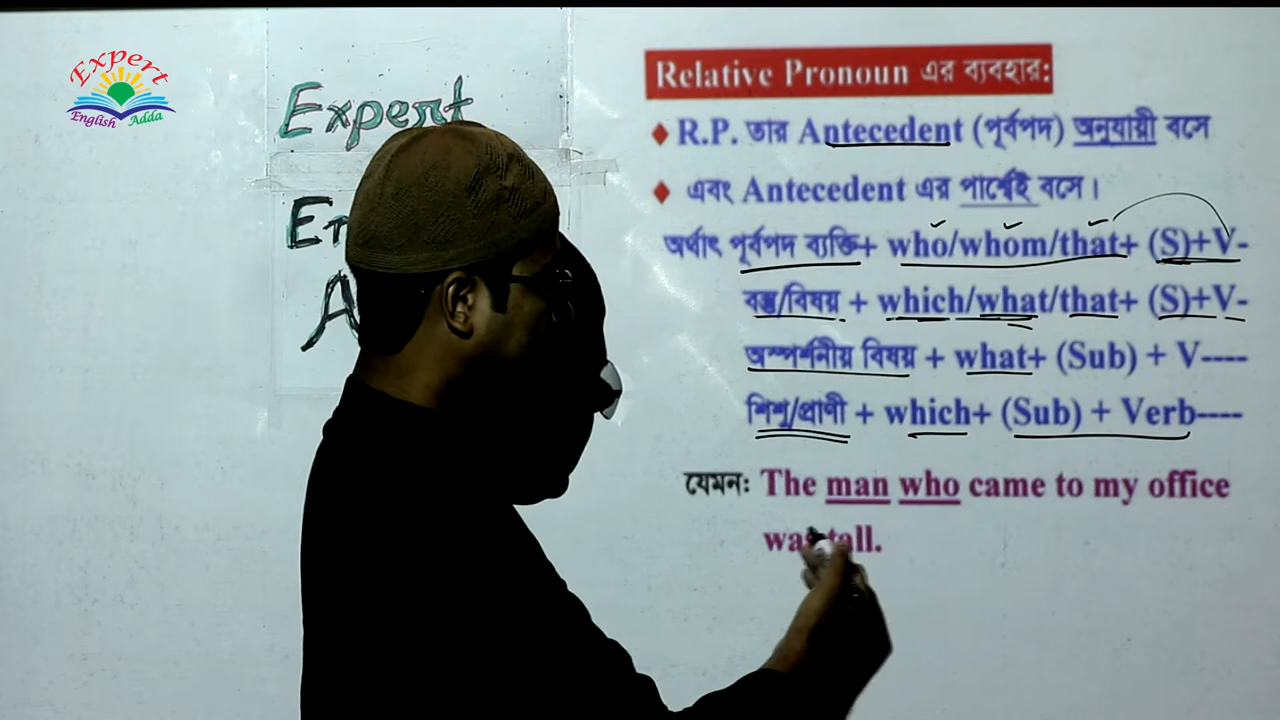 Expert
English Adda
Expert
Relative Pronoun এর ব্যবহার:
R.P. তার Antecedent (পূর্বপদ) অনুযায়ী বসে
এবং Antecedent এর পার্শ্বেই বসে।
অর্থাৎ পূর্বপদ ব্যক্তি+ who/whom/that+ (S)+V-
বস্তু/বিষয় + which/what/that+ (S)+V-
অস্পর্শনীয় বিষয় + what+ (Sub) + V----
শিশু/প্রাণী + which+ (Sub) + Verb----
যেমন: The man who came to my office
was tall.